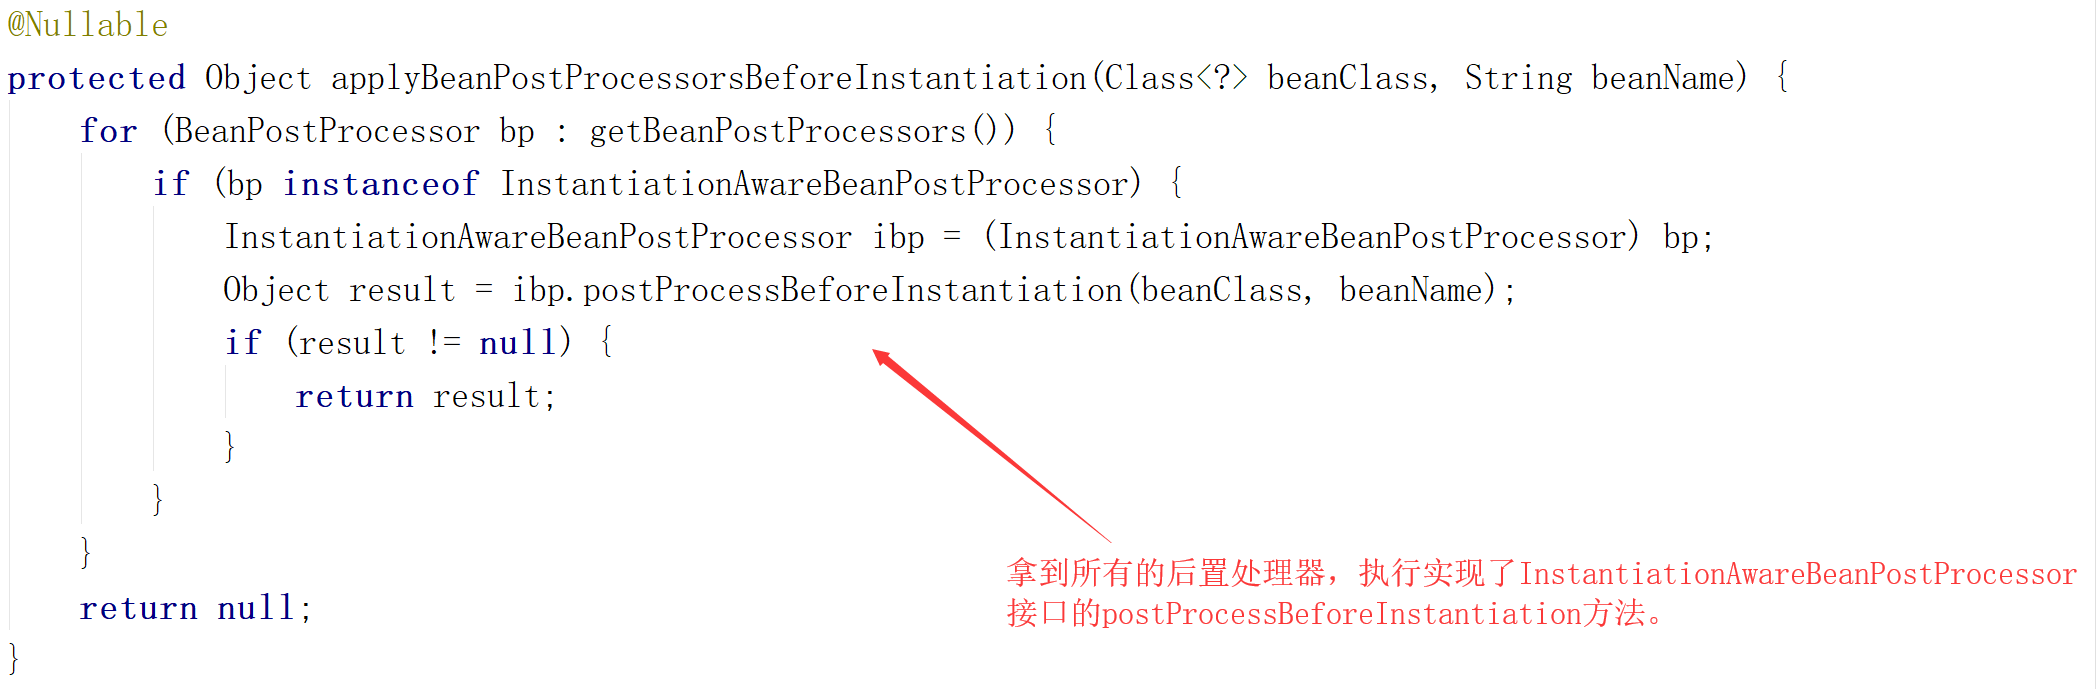 @Nullable
protected Object applyBeanPostProcessorsBeforeInstantiation(Class<?> beanClass, String beanName) {
for (BeanPostProcessor bp : getBeanPostProcessors()) {
if (bp instanceof InstantiationAwareBeanPostProcessor) {
InstantiationAwareBeanPostProcessor ibp = (InstantiationAwareBeanPostProcessor) bp;
Object result = ibp.postProcessBeforeInstantiation(beanClass, beanName);
if (result != null) {
return result;
}
}
}
拿到所有的后置处理器，执行实现了InstantiationAwareBeanPostProcessor
接口的postProcessBeforeInstantiation方法。
return null;
}